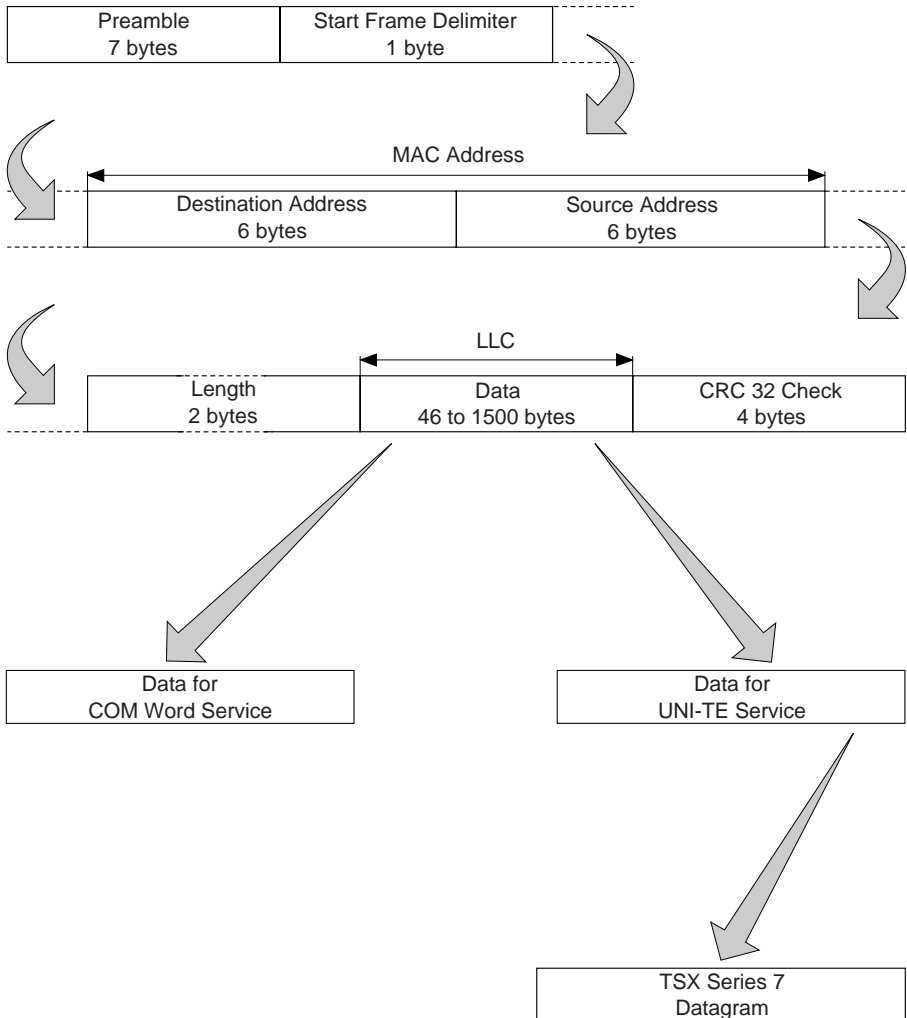 Preamble
7 bytes
Start Frame Delimiter
1 byte
MAC Address
Destination Address
6 bytes
Source Address
6 bytes
LLC
Length
2 bytes
Data
46 to 1500 bytes
CRC 32 Check
4 bytes
Data for
COM Word Service
Data for
UNI-TE Service
TSX Series 7
Datagram